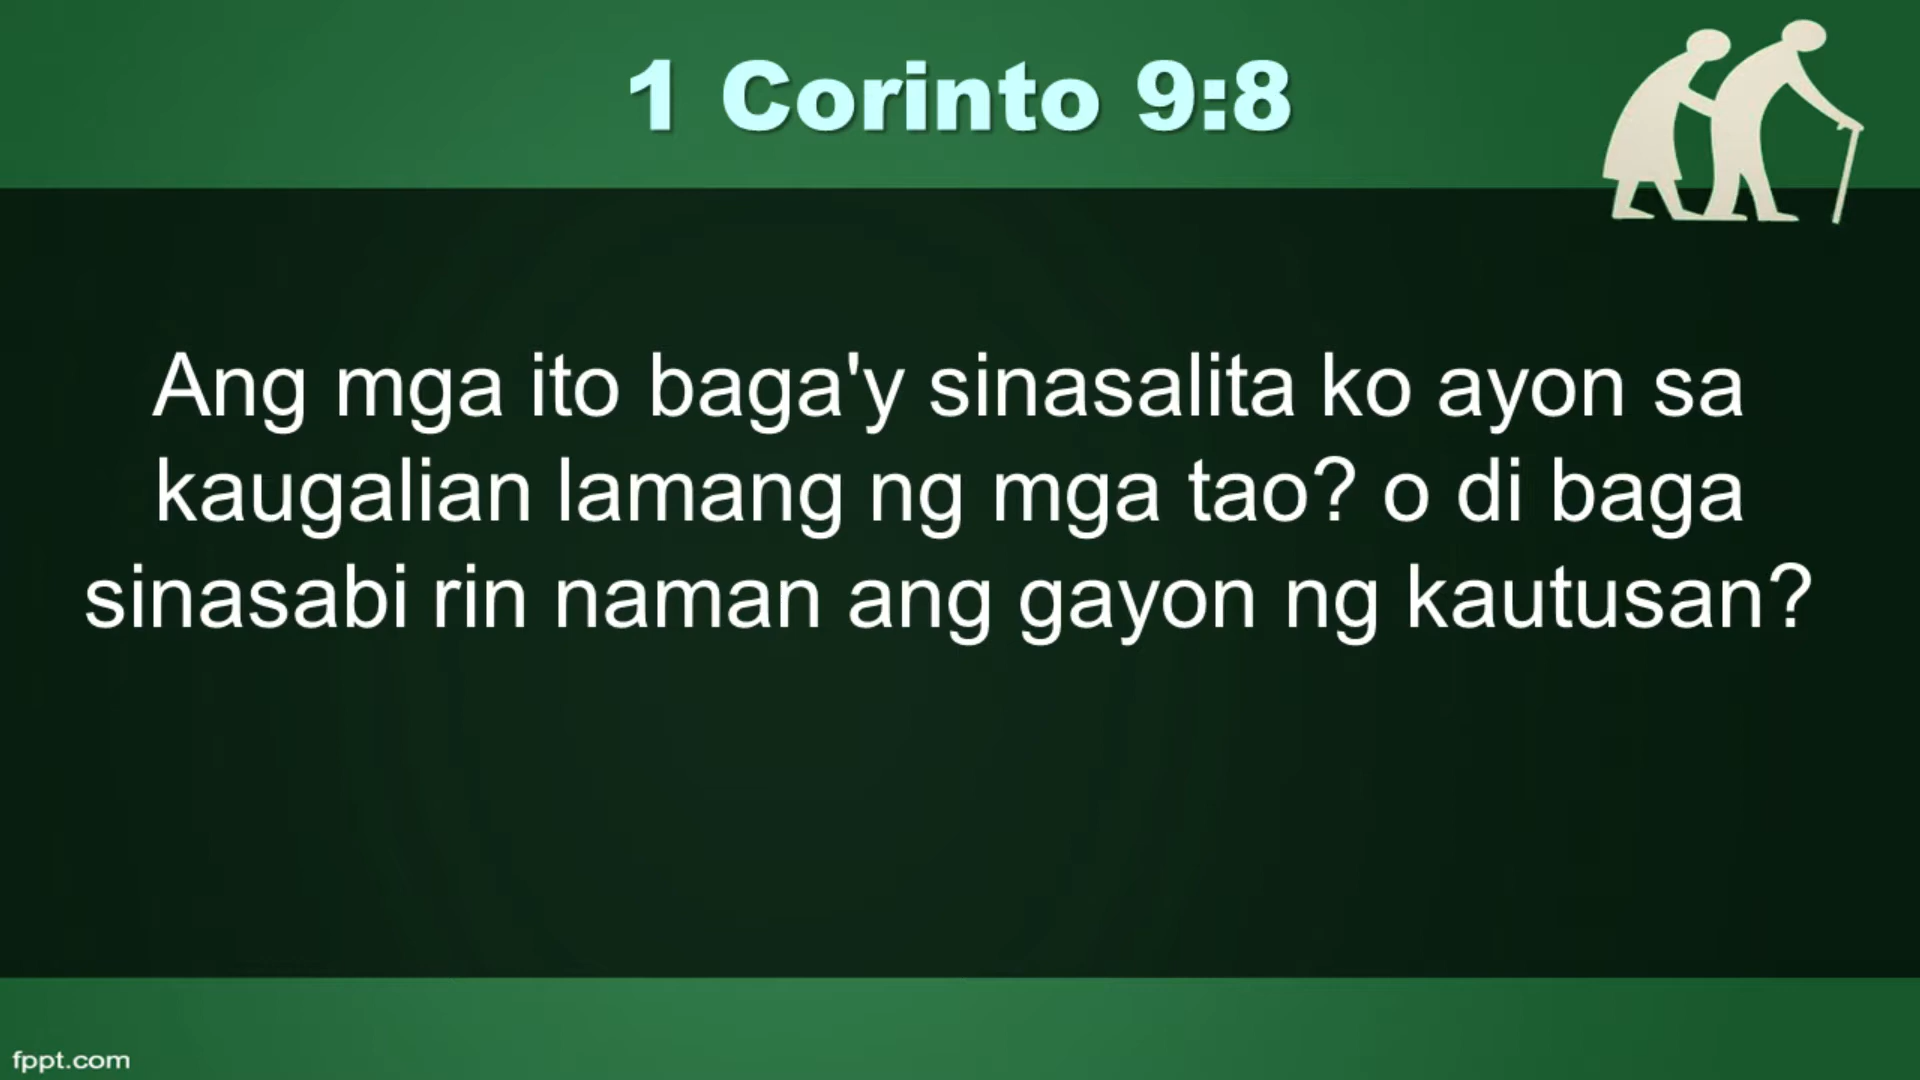 1 Corinto 9:8
Ang mga ito baga'y sinasalita ko ayon sa
kaugalian lamang ng mga tao? o di baga
sinasabi rin naman ang gayon ng kautusan?
fppt.com